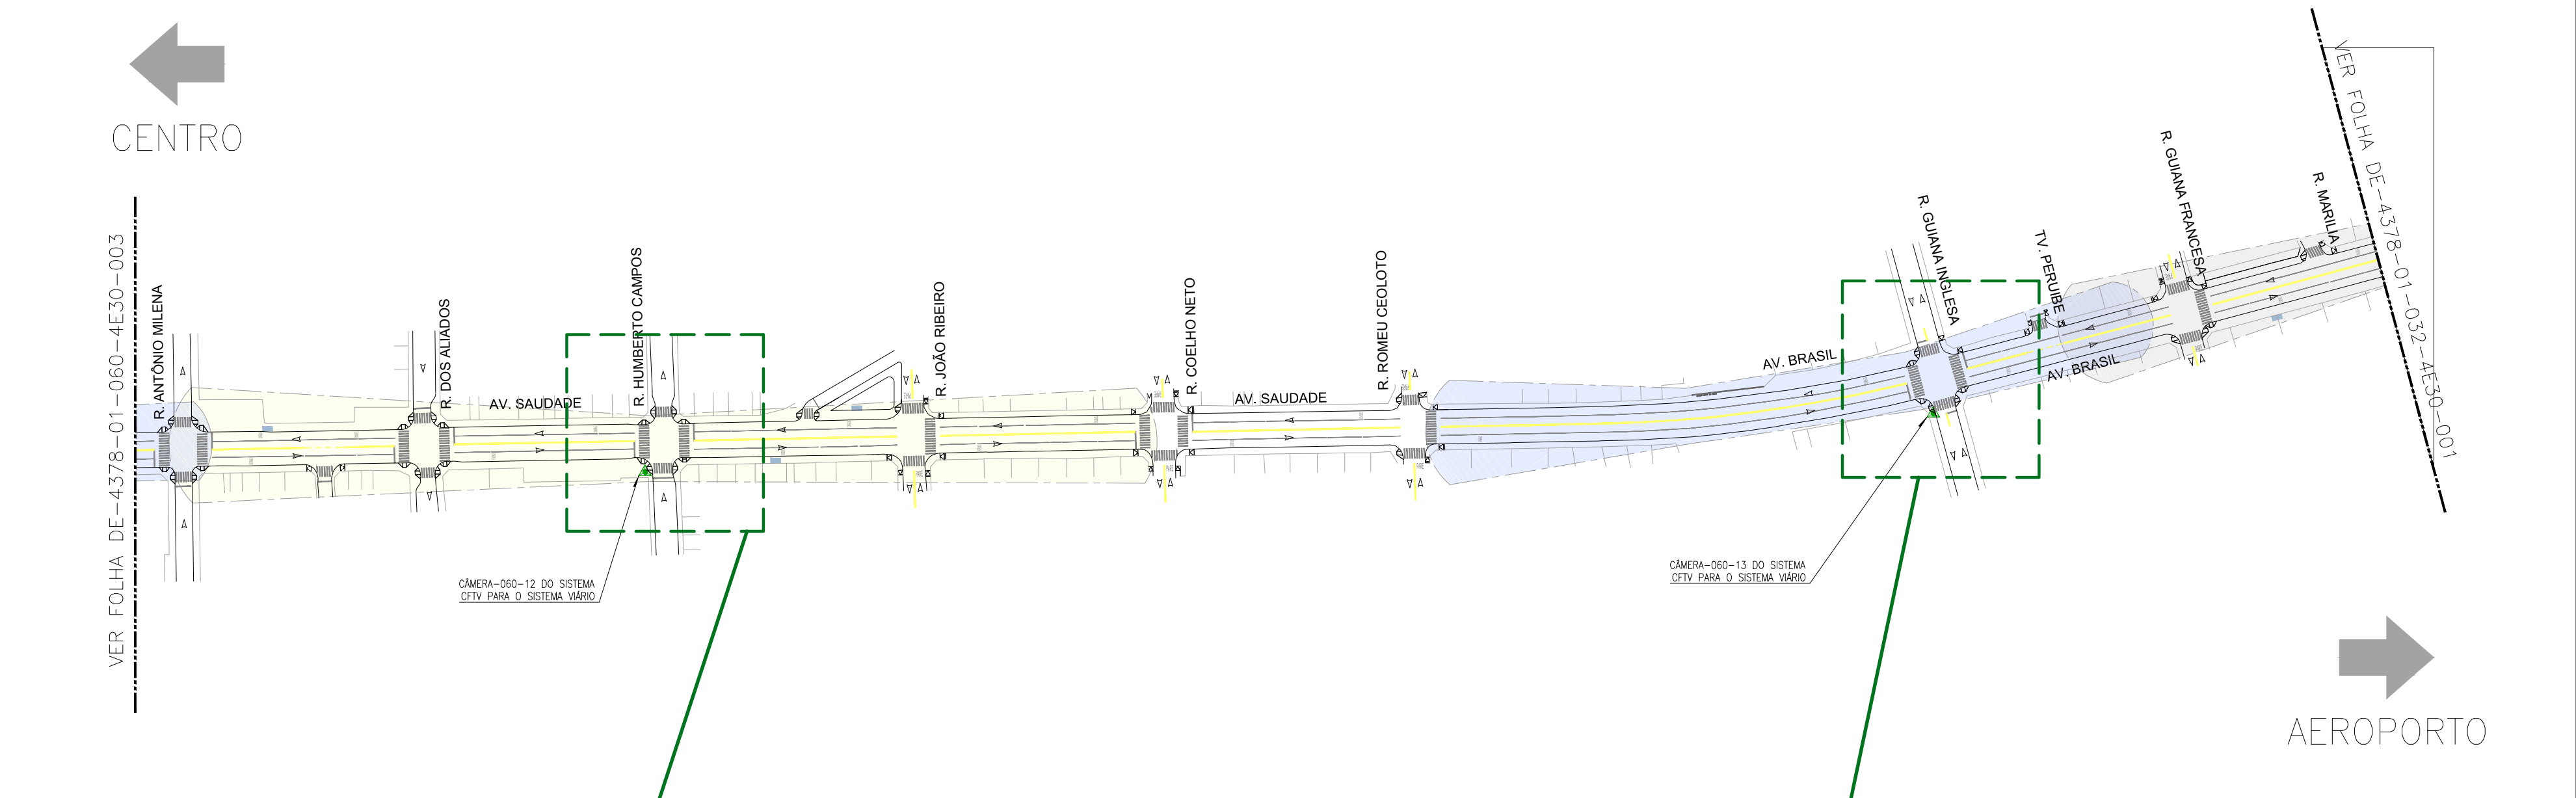 CENTRO
VER FOLHA DE-4378-01-060-4E30-003
R. ANTÔNIO MILENA
R. DOS ALIADOS
AV. SAUDADE
R. HUMBERTO CAMPOS
R. JOÃO RIBEIRO
R. COELHO NETO
AV. SAUDADE
R. ROMEU CEOLOTO
AV. BRASIL
R. GUIANA INGLESA
TV. PERUIBE
AV. BRASIL
R. GUIANA FRANCESA
R. MARILIA
VER FOLHA DE-4378-01-032-4E30-001
CÂMERA-060-12 DO SISTEMA
CFTV PARA O SISTEMA VIÁRIO
CÂMERA-060-13 DO SISTEMA
CFTV PARA O SISTEMA VIÁRIO
AEROPORTO